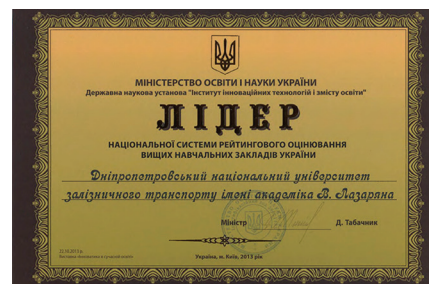 МІНІСТЕРСТВО ОСВІТИ І НАУКИ УКРАЇНИ
Державна наукова установа "Інститут інноваційних технологій і змісту освіти"
ЛІДЕР
НАЦІОНАЛЬНОЇ СИСТЕМИ РЕЙТИНГОВОГО ОЦІНЮВАННЯ
ВИЩИХ НАВЧАЛЬНИХ ЗАКЛАДІВ УКРАЇНИ
Дніпропетровський національний університет
залізничного транспорту імені академіка В. Лазаряна
Міністр Д. Табачник
Україна, м. Київ, 2013 рік